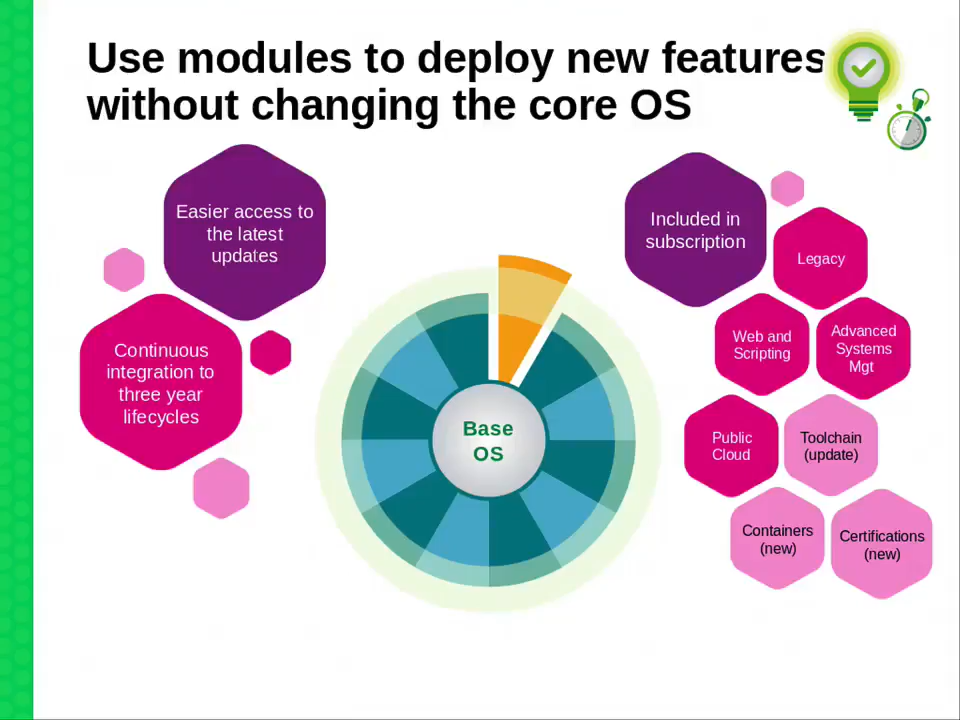 Use modules to deploy new features
without changing the core OS
Easier access to
the latest
updates
Continuous
integration to
three year
lifecycles
Base
OS
Included in
subscription
Legacy
Web and
Scripting
Advanced
Systems
Mgt
Public
Cloud
Toolchain
(update)
Containers
(new)
Certifications
(new)